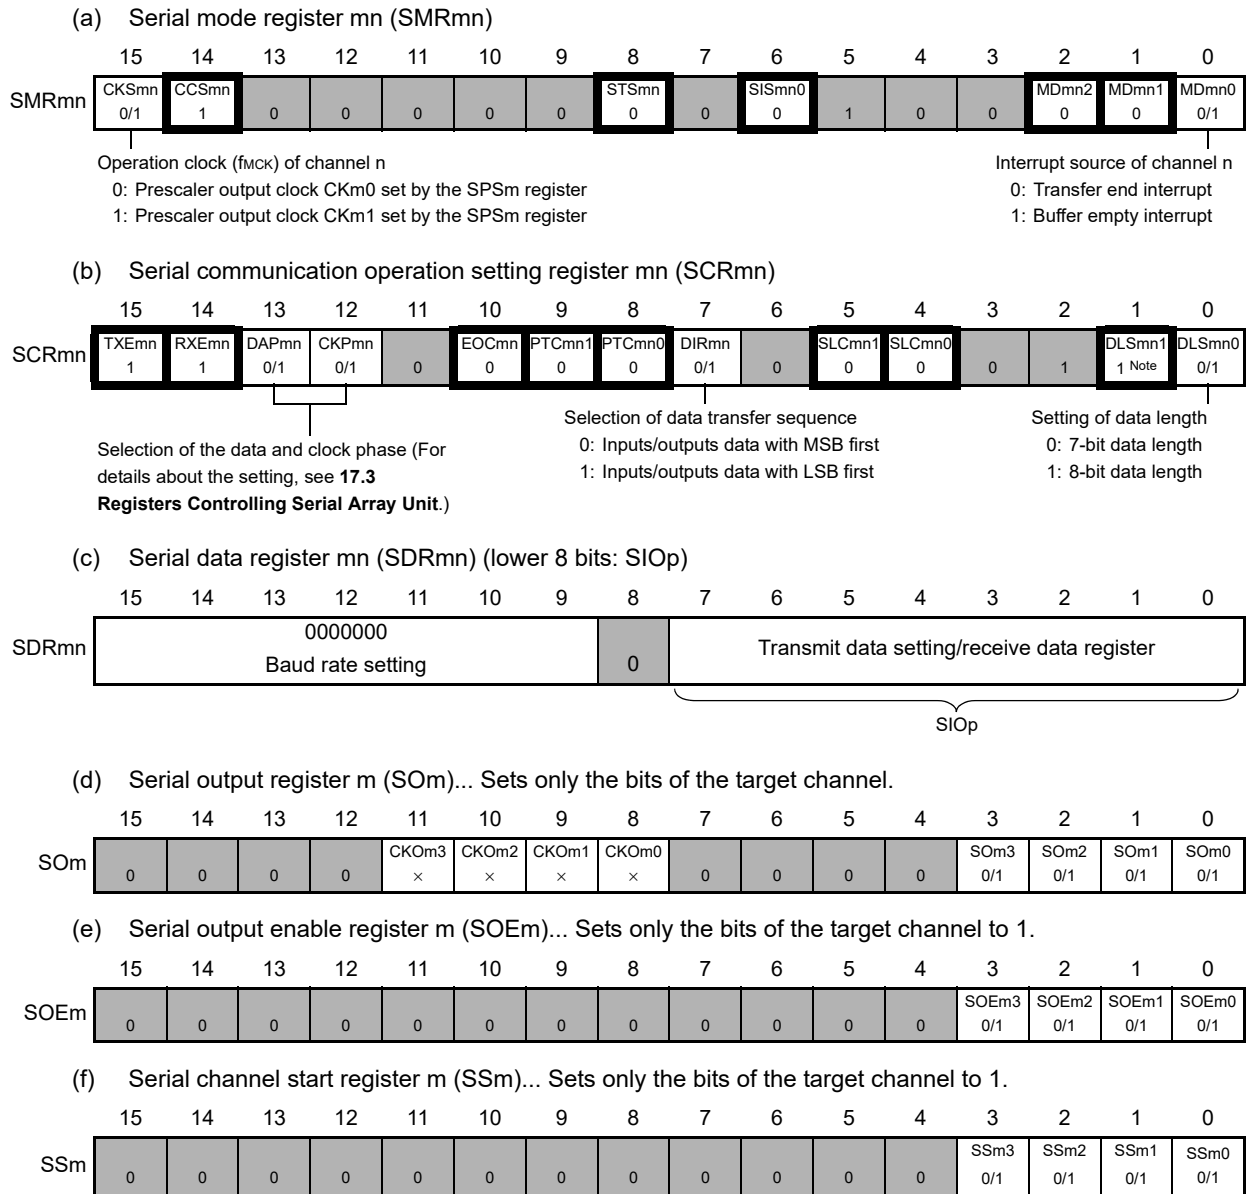 (a) Serial mode register mn (SMRmn)
15 14 13 12 11 10 9 8 7 6 5 4 3 2 1 0
SMRmn CKSmn CCSmn STSmn SISmn0 MDmn2 MDmn1 MDmn0
0/1 1 0 0 0 0 0 0 0 0 1 0 0 0 0 0/1
Operation clock (fMCK) of channel n
0: Prescaler output clock CKm0 set by the SPSm register
1: Prescaler output clock CKm1 set by the SPSm register
Interrupt source of channel n
0: Transfer end interrupt
1: Buffer empty interrupt
(b) Serial communication operation setting register mn (SCRmn)
15 14 13 12 11 10 9 8 7 6 5 4 3 2 1 0
SCRmn TXEmn RXEmn DAPmn CKPmn EOCmn PTCmn1 PTCmn0 DIRmn SLCmn1 SLCmn0 DLSmn1 DLSmn0
1 1 0/1 0/1 0 0 0 0 0/1 0 0 0 0 1 1 Note 0/1
Selection of the data and clock phase (For
details about the setting, see 17.3
Registers Controlling Serial Array Unit.)
Selection of data transfer sequence
0: Inputs/outputs data with MSB first
1: Inputs/outputs data with LSB first
Setting of data length
0: 7-bit data length
1: 8-bit data length
(c) Serial data register mn (SDRmn) (lower 8 bits: SIOp)
15 14 13 12 11 10 9 8 7 6 5 4 3 2 1 0
SDRmn
0000000
Baud rate setting
0
Transmit data setting/receive data register
SIOp
(d) Serial output register m (SOm)... Sets only the bits of the target channel.
15 14 13 12 11 10 9 8 7 6 5 4 3 2 1 0
SOm CKOm3 CKOm2 CKOm1 CKOm0 SOm3 SOm2 SOm1 SOm0
0 0 0 0 × × × × 0 0 0 0 0/1 0/1 0/1 0/1
(e) Serial output enable register m (SOEm)... Sets only the bits of the target channel to 1.
15 14 13 12 11 10 9 8 7 6 5 4 3 2 1 0
SOEm SOEm3 SOEm2 SOEm1 SOEm0
0 0 0 0 0 0 0 0 0 0 0 0 0/1 0/1 0/1 0/1
(f) Serial channel start register m (SSm)... Sets only the bits of the target channel to 1.
15 14 13 12 11 10 9 8 7 6 5 4 3 2 1 0
SSm SSm3 SSm2 SSm1 SSm0
0 0 0 0 0 0 0 0 0 0 0 0 0/1 0/1 0/1 0/1